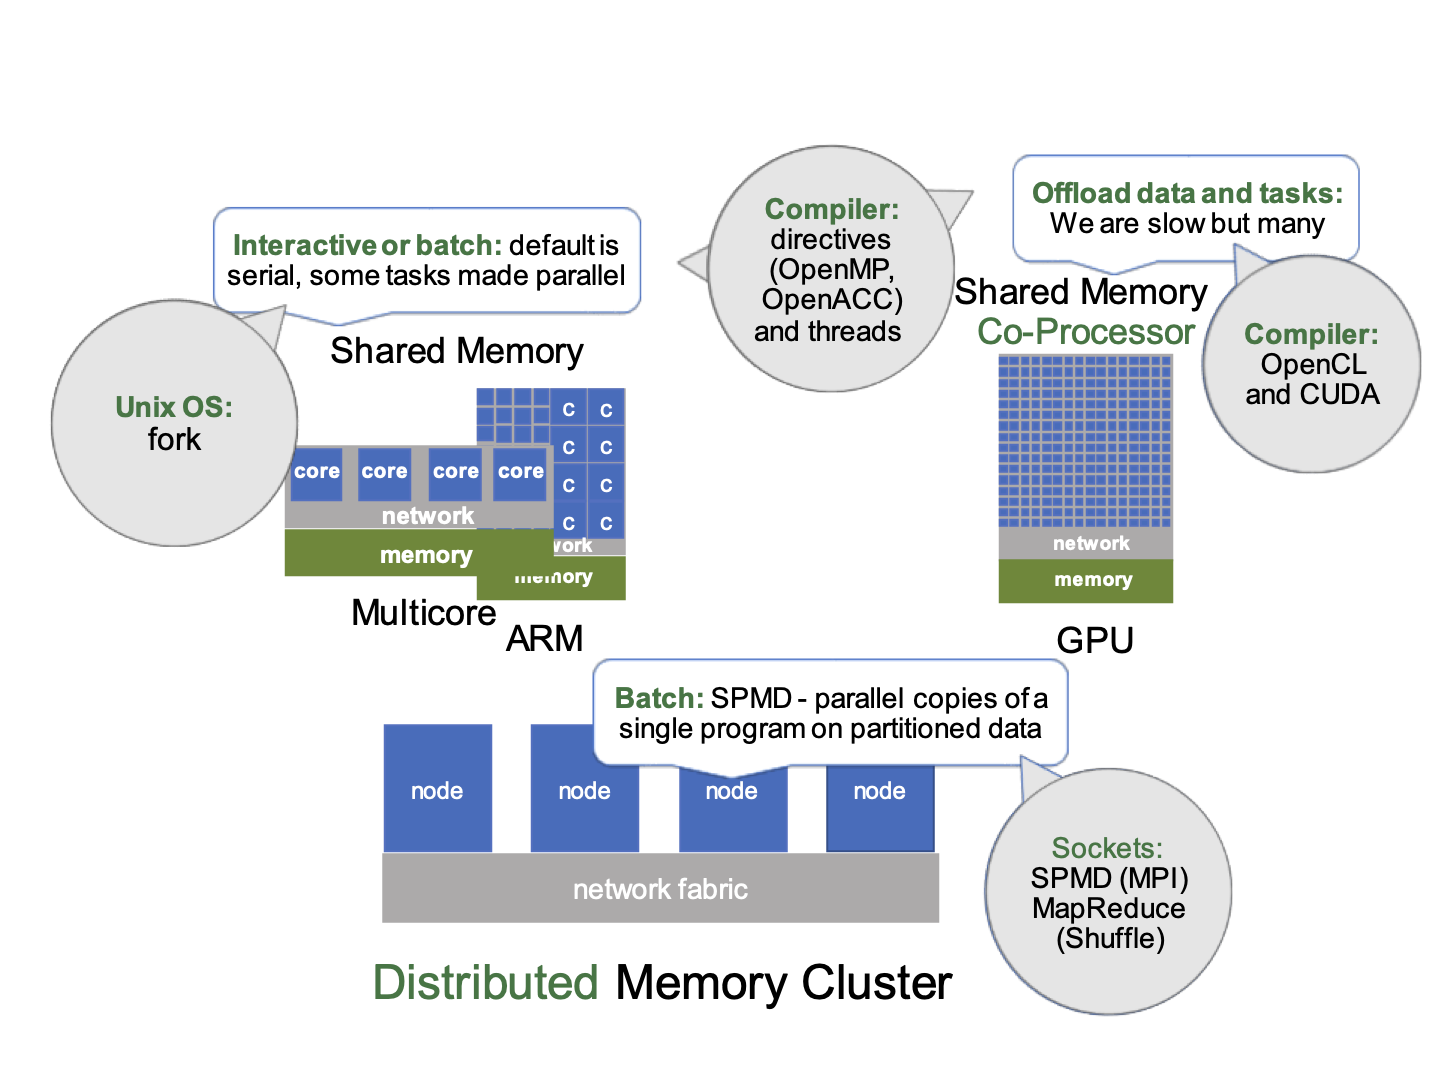 Interactive or batch: default is
serial, some tasks made parallel
Unix OS:
fork
Shared Memory
core core core core
network
memory
Multicore
C C
C C
C C
C C
work
memory
ARM
Compiler:
directives
(OpenMP,
OpenACC)
and threads
Offload data and tasks:
We are slow but many
Shared Memory
Co-Processor
Compiler:
OpenCL
and CUDA
network
memory
GPU
Batch: SPMD - parallel copies of a
single program on partitioned data
node node node node
network fabric
Sockets:
SPMD (MPI)
MapReduce
(Shuffle)
Distributed Memory Cluster